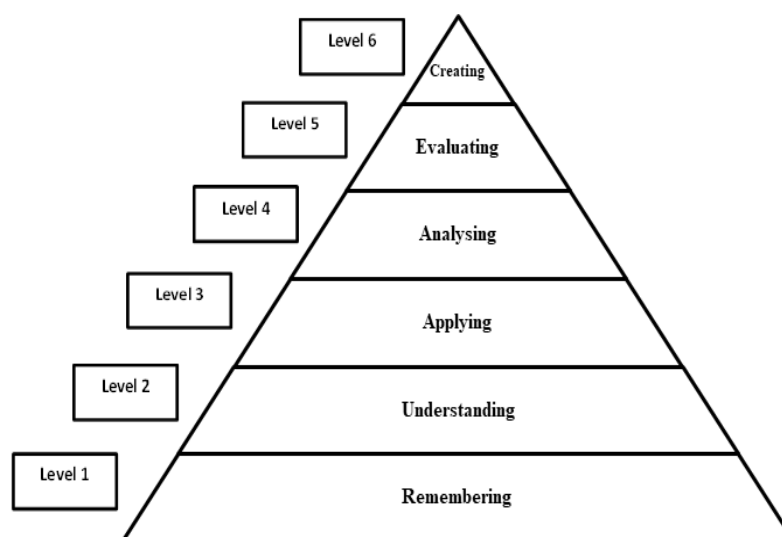 Level 6
Creating
Level 5
Evaluating
Level 4
Analysing
Level 3
Applying
Level 2
Understanding
Level 1
Remembering